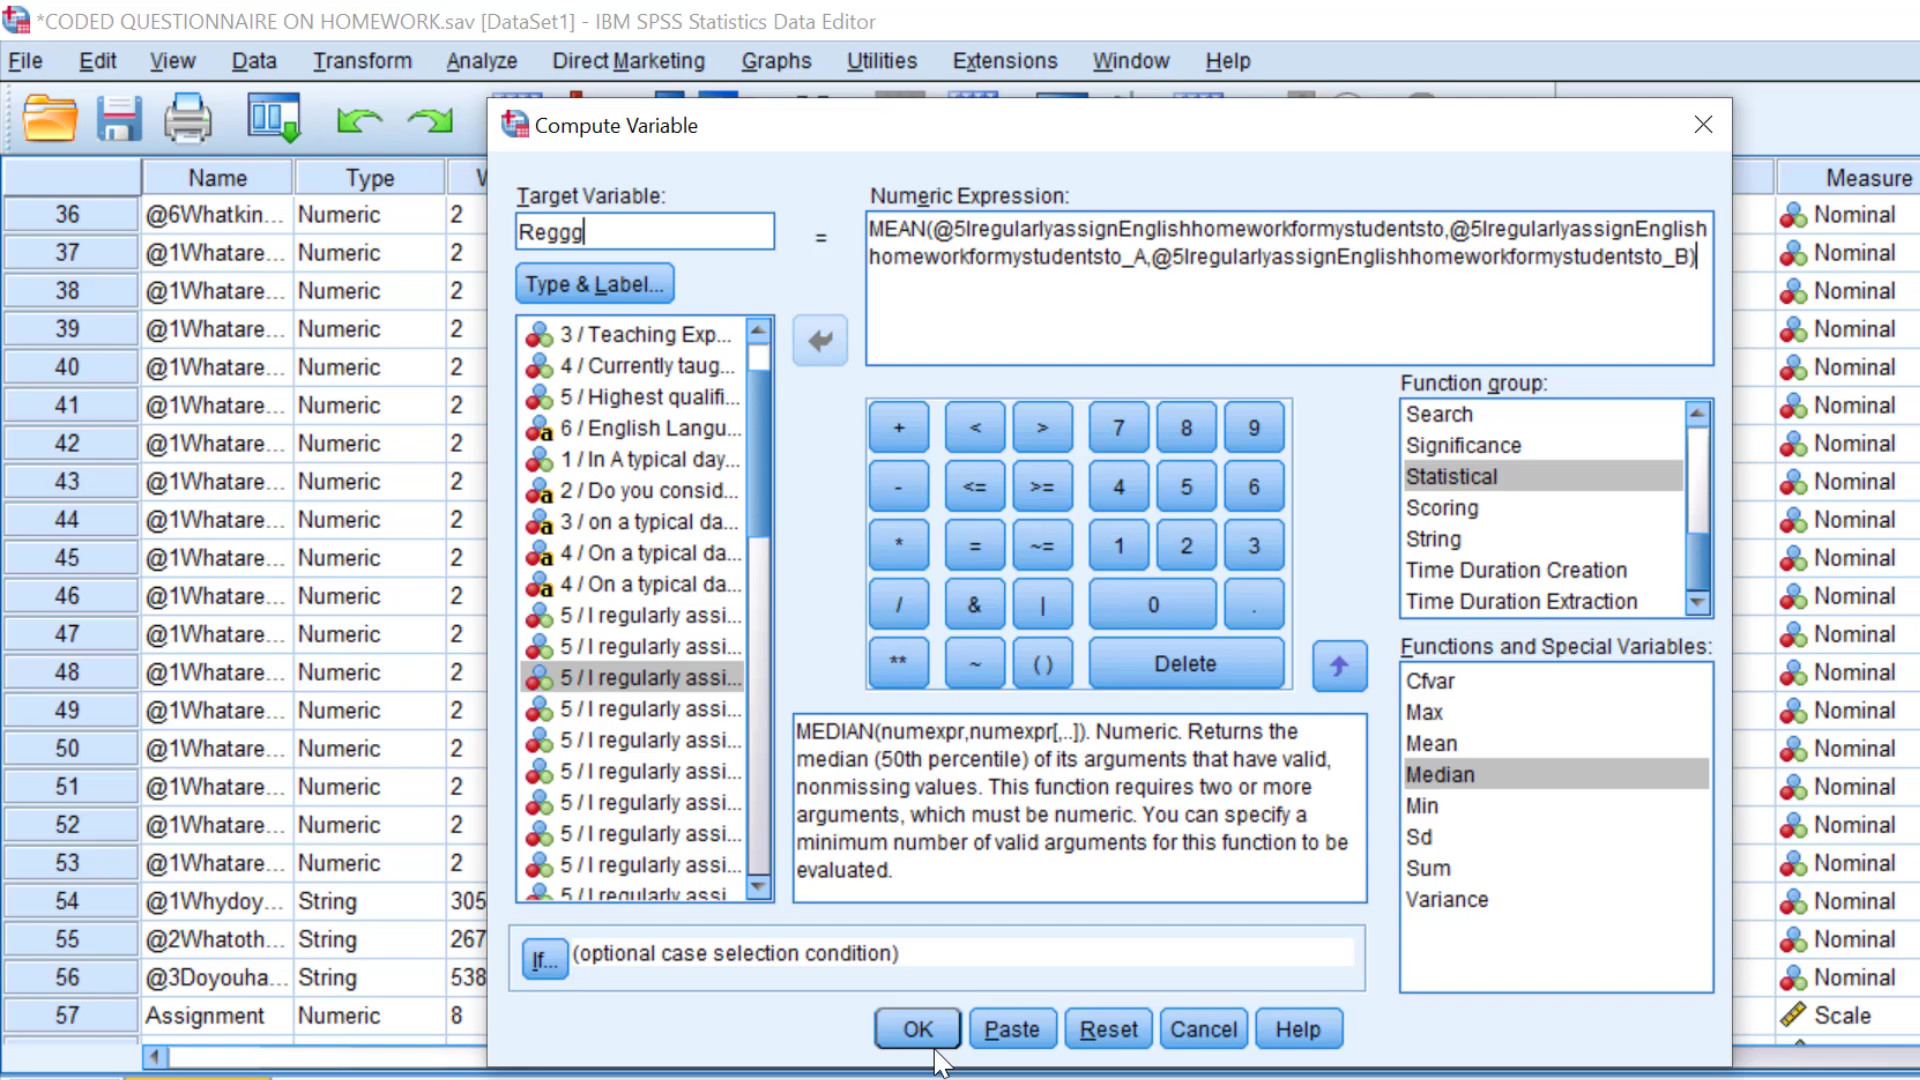 *CODED QUESTIONNAIRE ON HOMEWORK.sav [DataSet1] - IBM SPSS Statistics Data Editor
File Edit View Data Transform Analyze Direct Marketing Graphs Utilities Extensions Window Help
Name Type
36 @6Whatkin... Numeric 2 Nominal
37 @1Whatare... Numeric 2 Nominal
38 @1Whatare... Numeric 2 Nominal
39 @1Whatare... Numeric 2 Nominal
40 @1Whatare... Numeric 2 Nominal
41 @1Whatare... Numeric 2 Nominal
42 @1Whatare... Numeric 2 Nominal
43 @1Whatare... Numeric 2 Nominal
44 @1Whatare... Numeric 2 Nominal
45 @1Whatare... Numeric 2 Nominal
46 @1Whatare... Numeric 2 Nominal
47 @1Whatare... Numeric 2 Nominal
48 @1Whatare... Numeric 2 Nominal
49 @1Whatare... Numeric 2 Nominal
50 @1Whatare... Numeric 2 Nominal
51 @1Whatare... Numeric 2 Nominal
52 @1Whatare... Numeric 2 Nominal
53 @1Whatare... Numeric 2 Nominal
54 @1Whydoy... String 305 Nominal
55 @2Whatoth... String 267 Nominal
56 @3Doyouha... String 538 Nominal
57 Assignment Numeric 8 Scale
Measure
Compute Variable
Target Variable:
Reggg
Type & Label...
=
Numeric Expression:
MEAN(@5IregularlyassignEnglishhomeworkformystudentsto,@5IregularlyassignEnglish
homeworkformystudentsto_A,@5IregularlyassignEnglishhomeworkformystudentsto_B)
3 / Teaching Exp...
4 / Currently taug...
5 / Highest qualifi...
6 / English Langu...
1 / In A typical day...
2 / Do you consid...
3 / on a typical da...
4 / On a typical da...
4 / On a typical da...
5 / I regularly assi...
5 / I regularly assi...
5 / I regularly assi...
5 / I regularly assi...
5 / I regularly assi...
5 / I regularly assi...
5 / I regularly assi...
5 / I regularly assi...
5 / I regularly assi...
5 / I regularly assi...
+ < > 7 8 9
- <= >= 4 5 6
* = ~= 1 2 3
/ & | 0 .
** ~ ( ) Delete
Function group:
Search
Significance
Statistical
Scoring
String
Time Duration Creation
Time Duration Extraction
Functions and Special Variables:
Cfvar
Max
Mean
Median
Min
Sd
Sum
Variance
MEDIAN(numexpr,numexpr[,..]). Numeric. Returns the
median (50th percentile) of its arguments that have valid,
nonmissing values. This function requires two or more
arguments, which must be numeric. You can specify a
minimum number of valid arguments for this function to be
evaluated.
If... (optional case selection condition)
OK Paste Reset Cancel Help